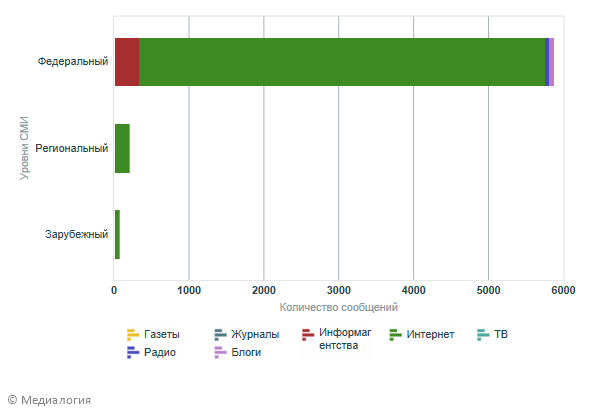 Федеральный
Региональный
Зарубежный
Уровни СМИ
0 1000 2000 3000 4000 5000 6000
Количество сообщений
Газеты Журналы Информаг
ентства Интернет ТВ
Радио Блоги
© Медиалогия